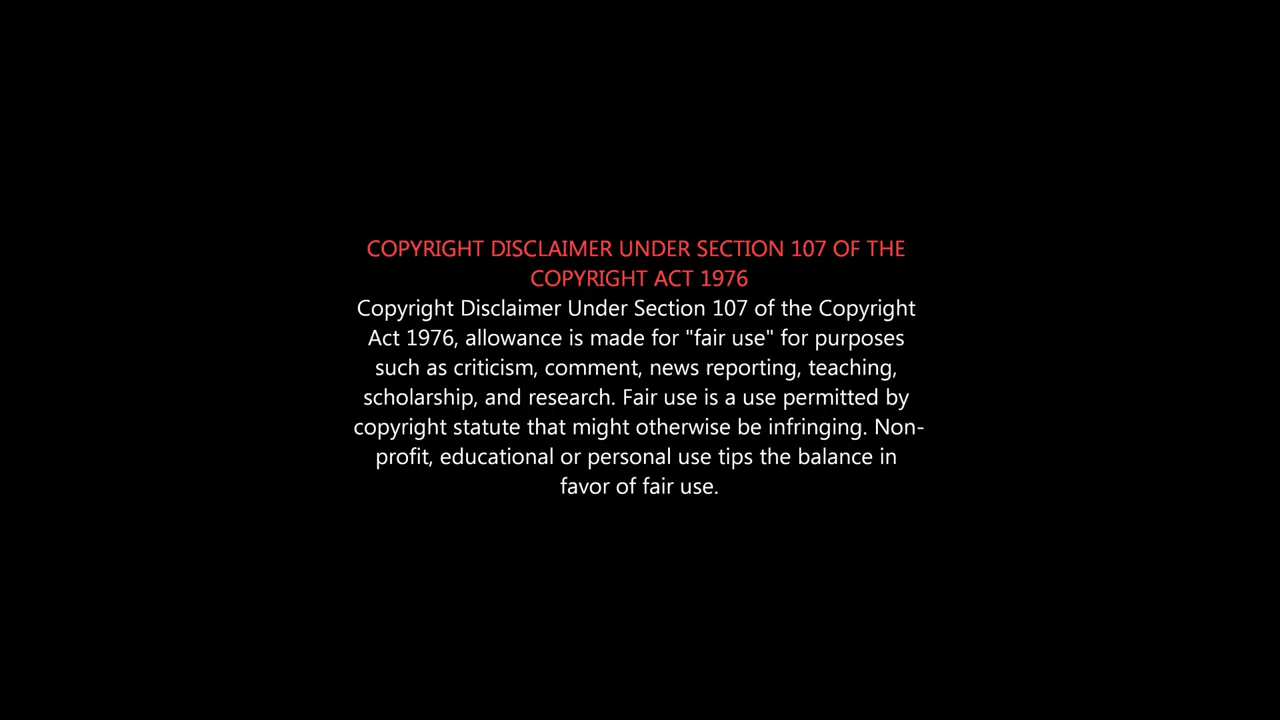 COPYRIGHT DISCLAIMER UNDER SECTION 107 OF THE
COPYRIGHT ACT 1976
Copyright Disclaimer Under Section 107 of the Copyright
Act 1976, allowance is made for "fair use" for purposes
such as criticism, comment, news reporting, teaching,
scholarship, and research. Fair use is a use permitted by
copyright statute that might otherwise be infringing. Non-
profit, educational or personal use tips the balance in
favor of fair use.